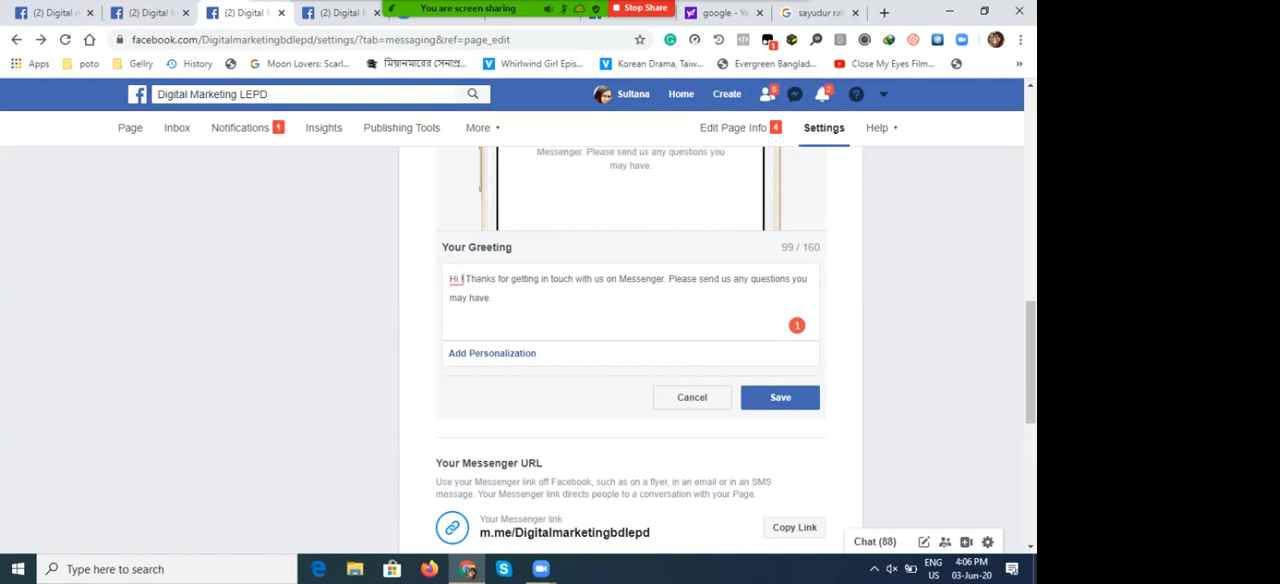 (2) Digital m
(2) Digital M
(2) Digital M
(2) Digital M
You are screen sharing
Stop Share
google - Ya
sayudur rah
facebook.com/Digitalmarketingbdlepd/settings/?tab=messaging&ref=page_edit
1
Apps
poto
Gellry
History
Moon Lovers: Scarl...
মিয়ানমারের সেনাপ্র...
Whirlwind Girl Epis...
Korean Drama, Taiw...
Evergreen Banglad...
Close My Eyes Film...
»
Digital Marketing LEPD
Sultana
Home
Create
6
2
Page
Inbox
Notifications 1
Insights
Publishing Tools
More
Edit Page Info 4
Settings
Help
Messenger. Please send us any questions you
may have.
Your Greeting
99 / 160
Hi f Thanks for getting in touch with us on Messenger. Please send us any questions you
may have.
1
Add Personalization
Cancel
Save
Your Messenger URL
Use your Messenger link off Facebook, such as on a flyer, in an email or in an SMS
message. Your Messenger link directs people to a conversation with your Page.
Your Messenger link
m.me/Digitalmarketingbdlepd
Copy Link
Chat (88)
Type here to search
ENG
US
4:06 PM
03-Jun-20